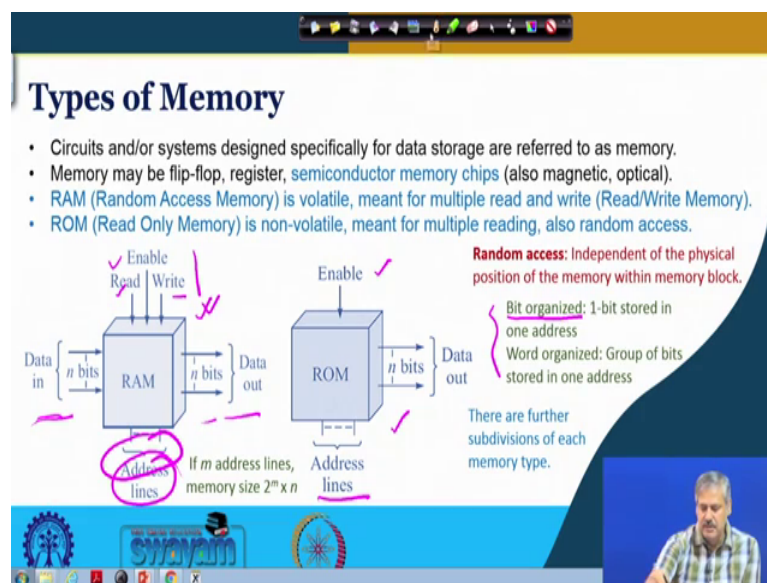 Types of Memory
• Circuits and/or systems designed specifically for data storage are referred to as memory.
• Memory may be flip-flop, register, semiconductor memory chips (also magnetic, optical).
• RAM (Random Access Memory) is volatile, meant for multiple read and write (Read/Write Memory).
• ROM (Read Only Memory) is non-volatile, meant for multiple reading, also random access.
Enable
Read
Write
Data
in
n bits
RAM
n bits
Data
out
Address
lines
If m address lines,
memory size 2^m x n
Enable
ROM
n bits
Data
out
Address
lines
Random access: Independent of the physical
position of the memory within memory block.
Bit organized: 1-bit stored in
one address
Word organized: Group of bits
stored in one address
There are further
subdivisions of each
memory type.
swayam